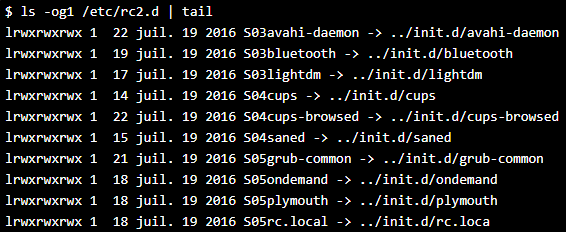 $ ls -og1 /etc/rc2.d | tail
lrwxrwxrwx 1  22 juil. 19 2016 S03avahi-daemon -> ../init.d/avahi-daemon
lrwxrwxrwx 1  19 juil. 19 2016 S03bluetooth -> ../init.d/bluetooth
lrwxrwxrwx 1  17 juil. 19 2016 S03lightdm -> ../init.d/lightdm
lrwxrwxrwx 1  14 juil. 19 2016 S04cups -> ../init.d/cups
lrwxrwxrwx 1  22 juil. 19 2016 S04cups-browsed -> ../init.d/cups-browsed
lrwxrwxrwx 1  15 juil. 19 2016 S04saned -> ../init.d/saned
lrwxrwxrwx 1  21 juil. 19 2016 S05grub-common -> ../init.d/grub-common
lrwxrwxrwx 1  18 juil. 19 2016 S05ondemand -> ../init.d/ondemand
lrwxrwxrwx 1  18 juil. 19 2016 S05plymouth -> ../init.d/plymouth
lrwxrwxrwx 1  18 juil. 19 2016 S05rc.local -> ../init.d/rc.loca